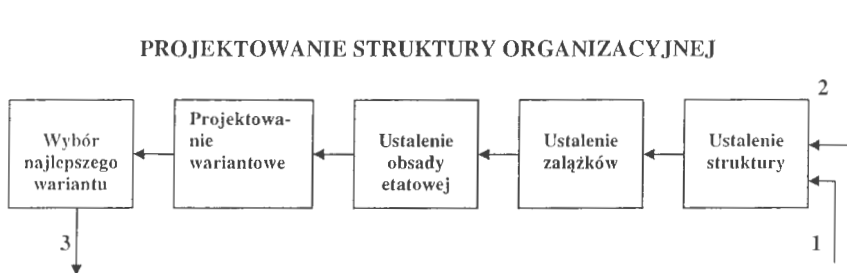 PROJEKTOWANIE STRUKTURY ORGANIZACYJNEJ
2
Wybór
najlepszego
wariantu
Projektowa-
nie
wariantowe
Ustalenie
obsady
etatowej
Ustalenie
zalążków
Ustalenie
struktury
3
1